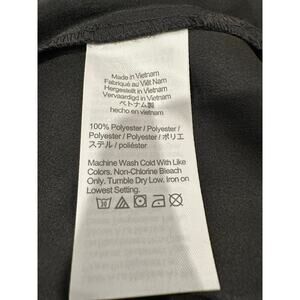 Made in Vietnam
Fabriqué au Viêt Nam
Hergestellt in Vietnam
Vervaardigd in Vietnam
ベトナム製
hecho en vietnam
100% Polyester / Polyester /
Polyester / Polyester / ポリエ
ステル / poliéster
Machine Wash Cold With Like
Colors. Non-Chlorine Bleach
Only. Tumble Dry Low. Iron on
Lowest Setting.
30